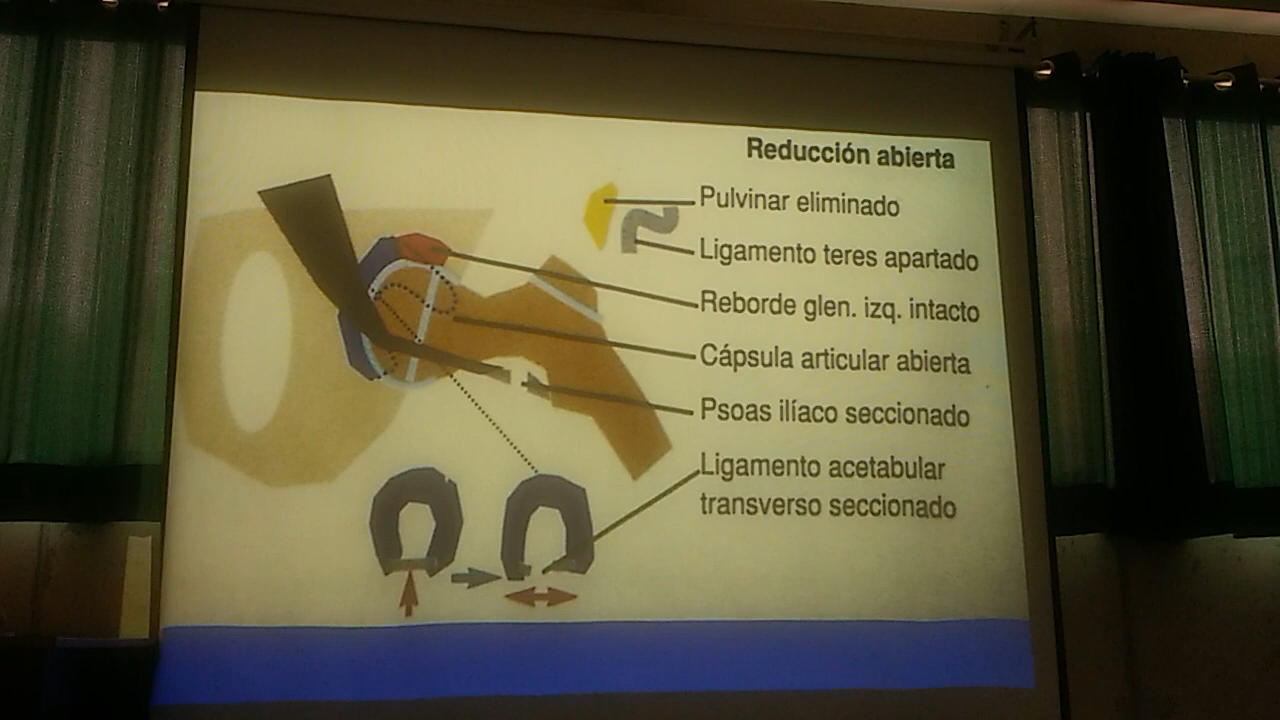 Reducción abierta
Pulvinar eliminado
Ligamento teres apartado
Reborde glen. izq. intacto
Cápsula articular abierta
Psoas ilíaco seccionado
Ligamento acetabular
transverso seccionado